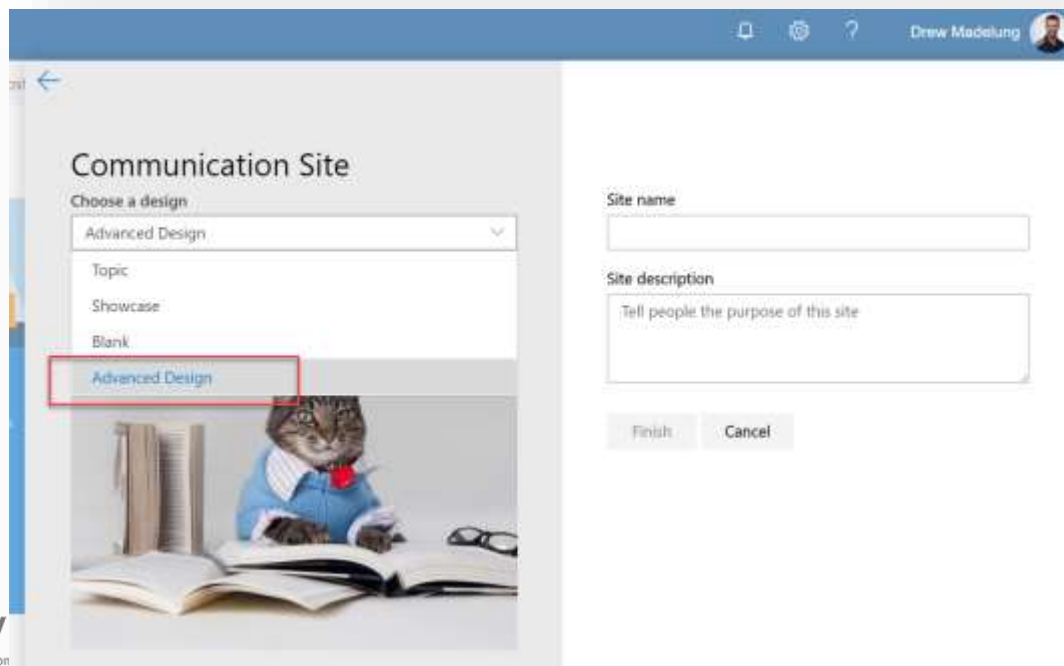 Drew Madelung
Communication Site
Choose a design
Advanced Design
Topic
Showcase
Blank
Advanced Design
Site name
Site description
Tell people the purpose of this site
Finish
Cancel